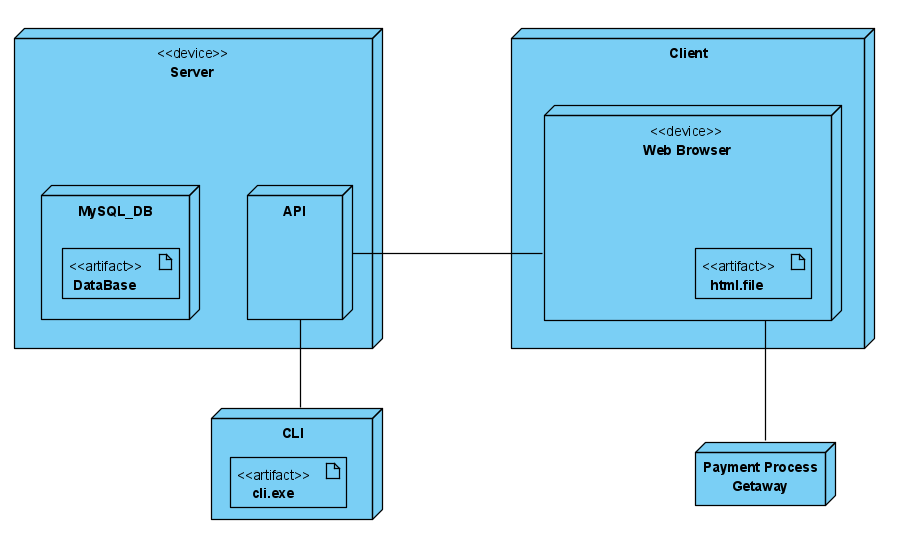 <<device>>
Server
MySQL_DB
<<artifact>>
DataBase
API
Client
<<device>>
Web Browser
<<artifact>>
html.file
CLI
<<artifact>>
cli.exe
Payment Process
Getaway